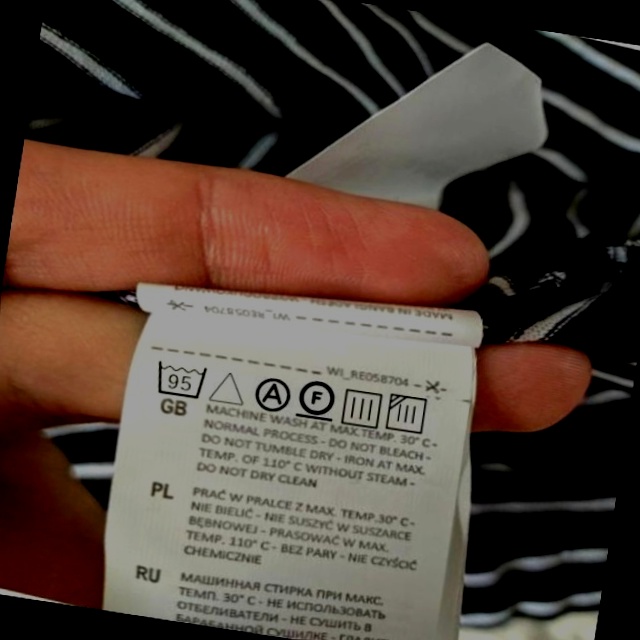 MADE IN BANG
WI_RE058704
WI_RE058704
95 A F
GB MACHINE WASH AT MAX.TEMP. 30° C -
NORMAL PROCESS - DO NOT BLEACH -
DO NOT TUMBLE DRY - IRON AT MAX.
TEMP. OF 110° C WITHOUT STEAM -
DO NOT DRY CLEAN
PL PRAĆ W PRALCE Z MAX. TEMP.30° C -
NIE BIELIĆ - NIE SUSZYĆ W SUSZARCE
BĘBNOWEJ - PRASOWAĆ W MAX.
TEMP. 110° C - BEZ PARY - NIE CZYŚCIĆ
CHEMICZNIE
RU МАШИННАЯ СТИРКА ПРИ МАКС.
ТЕМП. 30° C - НЕ ИСПОЛЬЗОВАТЬ
ОТБЕЛИВАТЕЛИ - НЕ СУШИТЬ В
БАРАБАННОЙ СУШИЛКЕ -